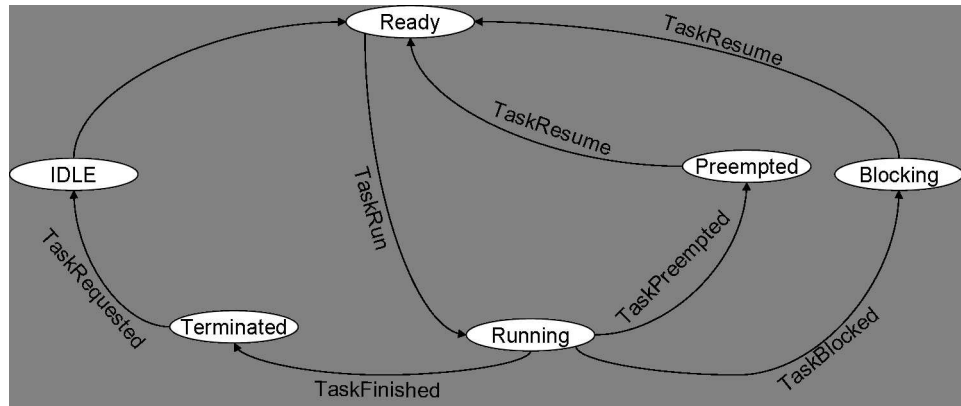 Ready
TaskResume
TaskResume
IDLE
TaskRun
Preempted
Blocking
TaskRequested
TaskPreempted
Terminated
Running
TaskBlocked
TaskFinished